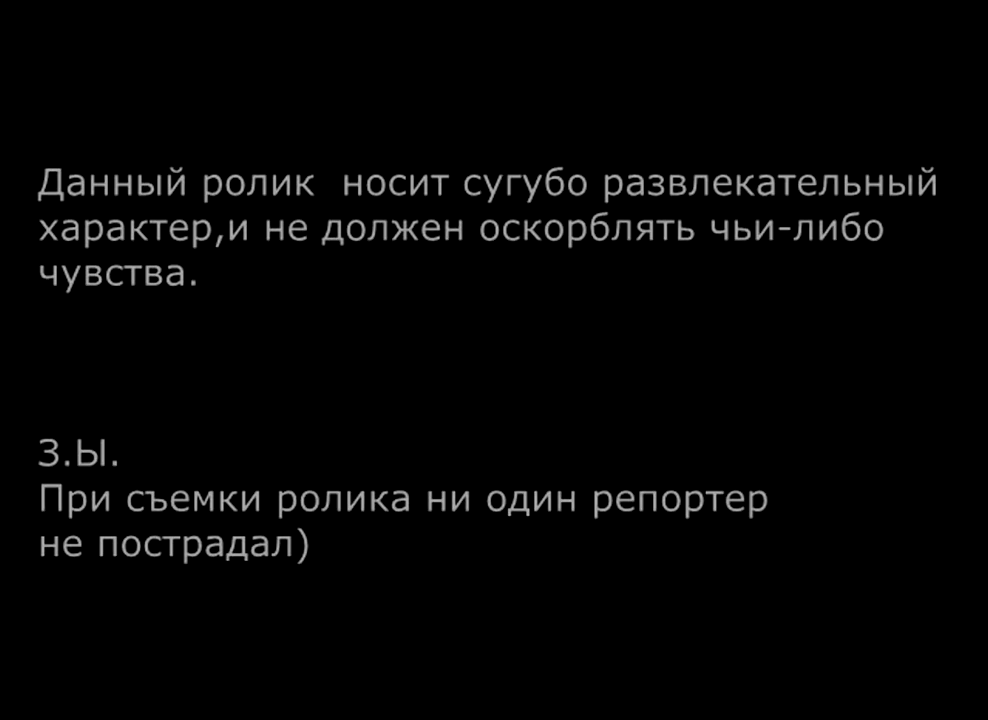 Данный ролик  носит сугубо развлекательный
характер,и не должен оскорблять чьи-либо
чувства.
З.Ы.
При съемки ролика ни один репортер
не пострадал)